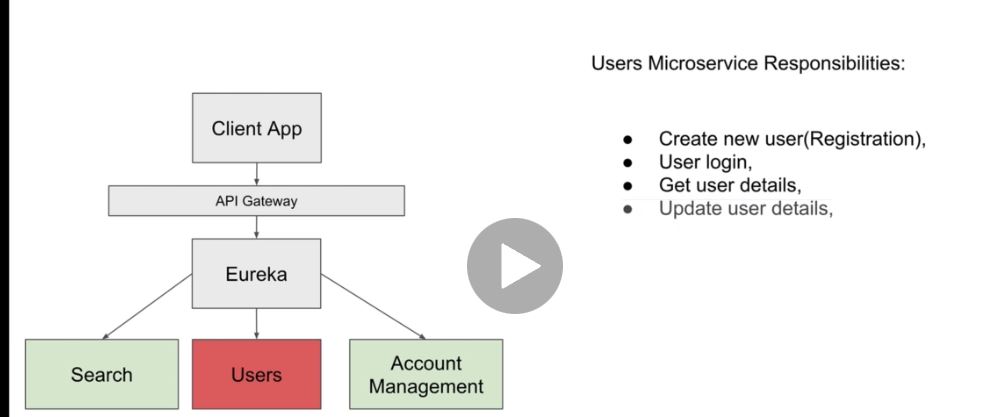 Users Microservice Responsibilities:
Client App
API Gateway
Eureka
Search
Users
Account
Management
● Create new user(Registration),
● User login,
● Get user details,
● Update user details,